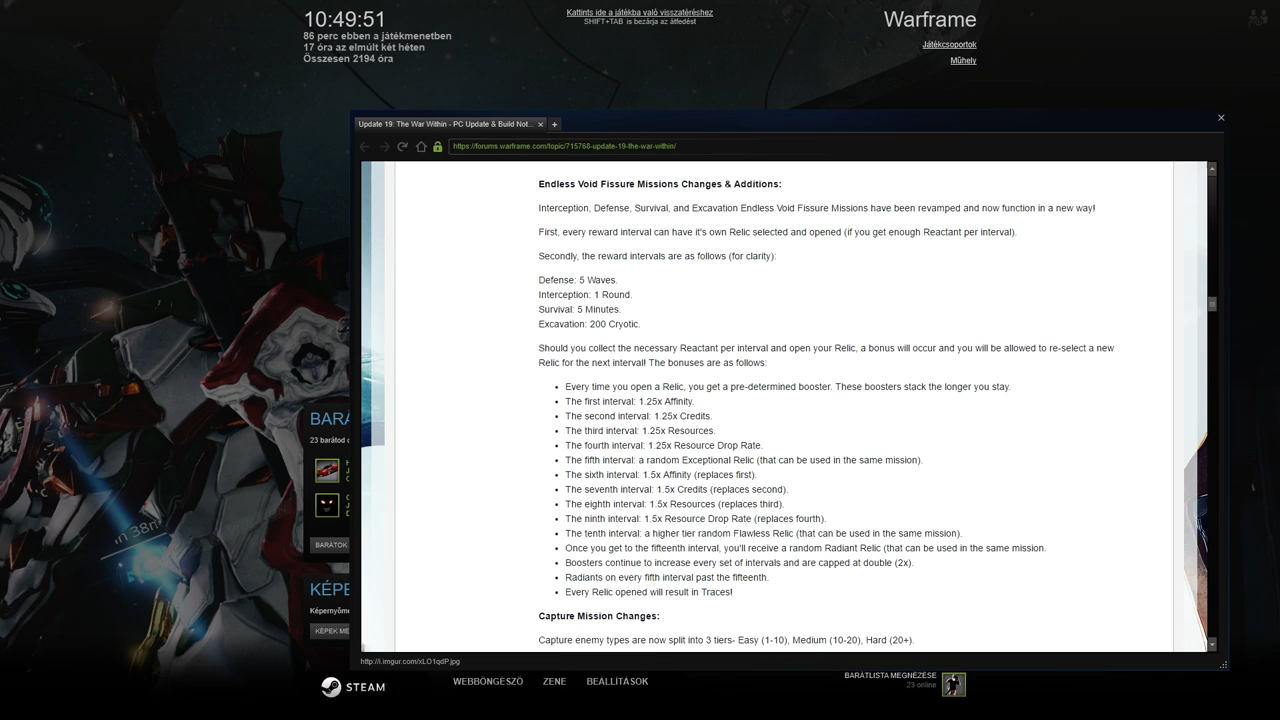 10:49:51
86 perc ebben a játékmenetben
17 óra az elmúlt két héten
Összesen 2194 óra
Kattints ide a játékba való visszatéréshez
SHIFT+TAB is bezárja az átfedést
Warframe
Játékcsoportok
Műhely
Update 19: The War Within - PC Update & Build Not...
https://forums.warframe.com/topic/715768-update-19-the-war-within/
Endless Void Fissure Missions Changes & Additions:
Interception, Defense, Survival, and Excavation Endless Void Fissure Missions have been revamped and now function in a new way!
First, every reward interval can have it's own Relic selected and opened (if you get enough Reactant per interval).
Secondly, the reward intervals are as follows (for clarity):
Defense: 5 Waves.
Interception: 1 Round.
Survival: 5 Minutes.
Excavation: 200 Cryotic.
Should you collect the necessary Reactant per interval and open your Relic, a bonus will occur and you will be allowed to re-select a new
Relic for the next interval! The bonuses are as follows:
• Every time you open a Relic, you get a pre-determined booster. These boosters stack the longer you stay.
• The first interval: 1.25x Affinity.
• The second interval: 1.25x Credits.
• The third interval: 1.25x Resources.
• The fourth interval: 1.25x Resource Drop Rate.
• The fifth interval: a random Exceptional Relic (that can be used in the same mission).
• The sixth interval: 1.5x Affinity (replaces first).
• The seventh interval: 1.5x Credits (replaces second).
• The eighth interval: 1.5x Resources (replaces third).
• The ninth interval: 1.5x Resource Drop Rate (replaces fourth).
• The tenth interval: a higher tier random Flawless Relic (that can be used in the same mission).
• Once you get to the fifteenth interval, you'll receive a random Radiant Relic (that can be used in the same mission.
• Boosters continue to increase every set of intervals and are capped at double (2x).
• Radiants on every fifth interval past the fifteenth.
• Every Relic opened will result in Traces!
Capture Mission Changes:
Capture enemy types are now split into 3 tiers- Easy (1-10), Medium (10-20), Hard (20+).
http://i.imgur.com/xLO1qdP.jpg
BARÁ
23 barátod
BARÁTOK
38m
KÉPE
Képernyőme
KÉPEK ME
STEAM
WEBBÖNGÉSZŐ
ZENE
BEÁLLÍTÁSOK
BARÁTLISTA MEGNÉZÉSE
23 online